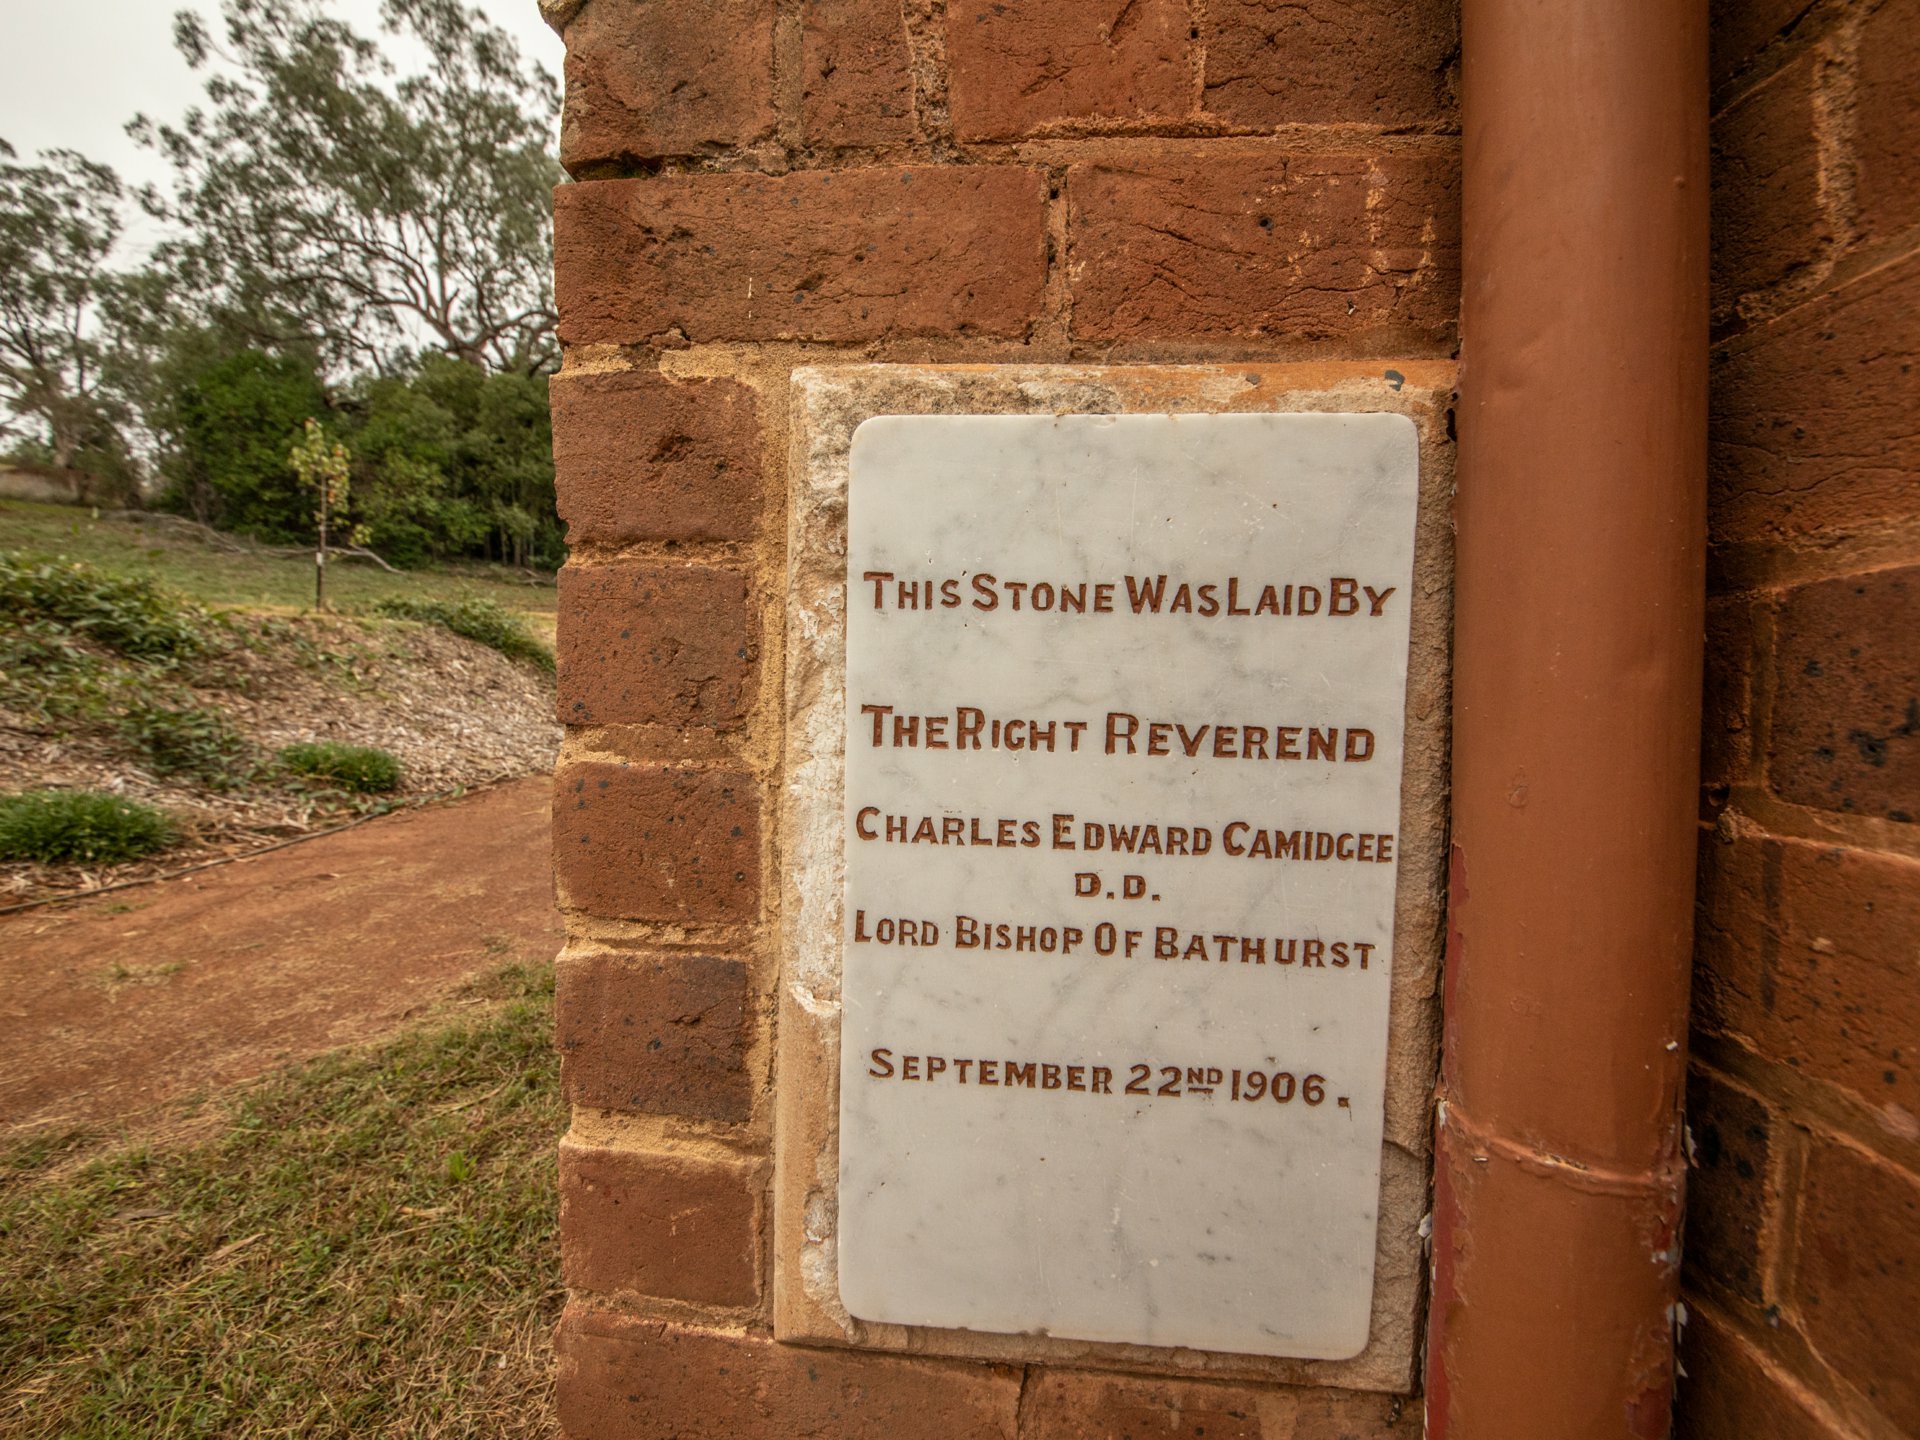 This Stone Was Laid By
The Right Reverend
Charles Edward Camidgee
D.D.
Lord Bishop Of Bathurst
September 22nd 1906.